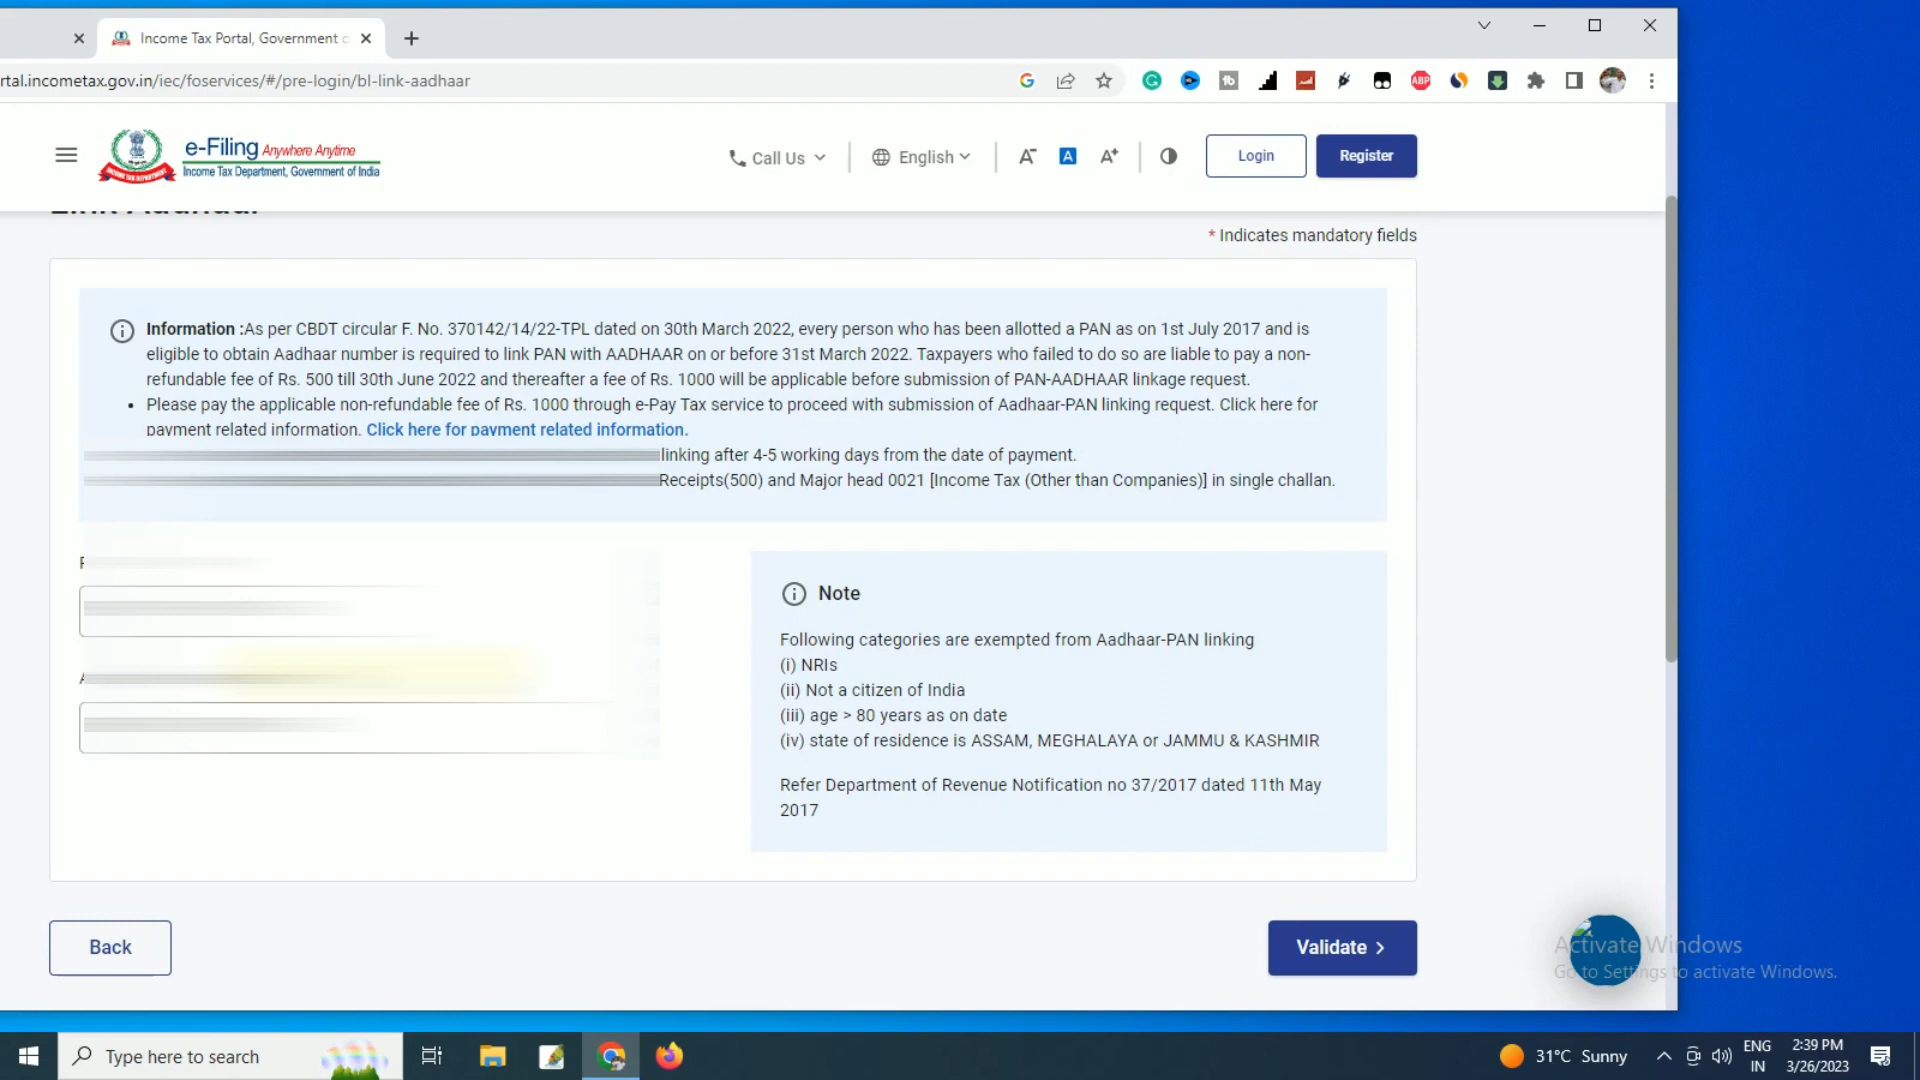 Income Tax Portal, Government o
rtal.incometax.gov.in/iec/foservices/#/pre-login/bl-link-aadhaar
e-Filing Anywhere Anytime
Income Tax Department, Government of India
Call Us
English
A-
A
A+
Login
Register
* Indicates mandatory fields
Information :As per CBDT circular F. No. 370142/14/22-TPL dated on 30th March 2022, every person who has been allotted a PAN as on 1st July 2017 and is
eligible to obtain Aadhaar number is required to link PAN with AADHAAR on or before 31st March 2022. Taxpayers who failed to do so are liable to pay a non-
refundable fee of Rs. 500 till 30th June 2022 and thereafter a fee of Rs. 1000 will be applicable before submission of PAN-AADHAAR linkage request.
• Please pay the applicable non-refundable fee of Rs. 1000 through e-Pay Tax service to proceed with submission of Aadhaar-PAN linking request. Click here for
payment related information. Click here for payment related information.
linking after 4-5 working days from the date of payment.
Receipts(500) and Major head 0021 [Income Tax (Other than Companies)] in single challan.
Note
Following categories are exempted from Aadhaar-PAN linking
(i) NRIs
(ii) Not a citizen of India
(iii) age > 80 years as on date
(iv) state of residence is ASSAM, MEGHALAYA or JAMMU & KASHMIR
Refer Department of Revenue Notification no 37/2017 dated 11th May
2017
Back
Validate >
Activate Windows
Go to Settings to activate Windows.
Type here to search
31°C Sunny
ENG
IN
2:39 PM
3/26/2023